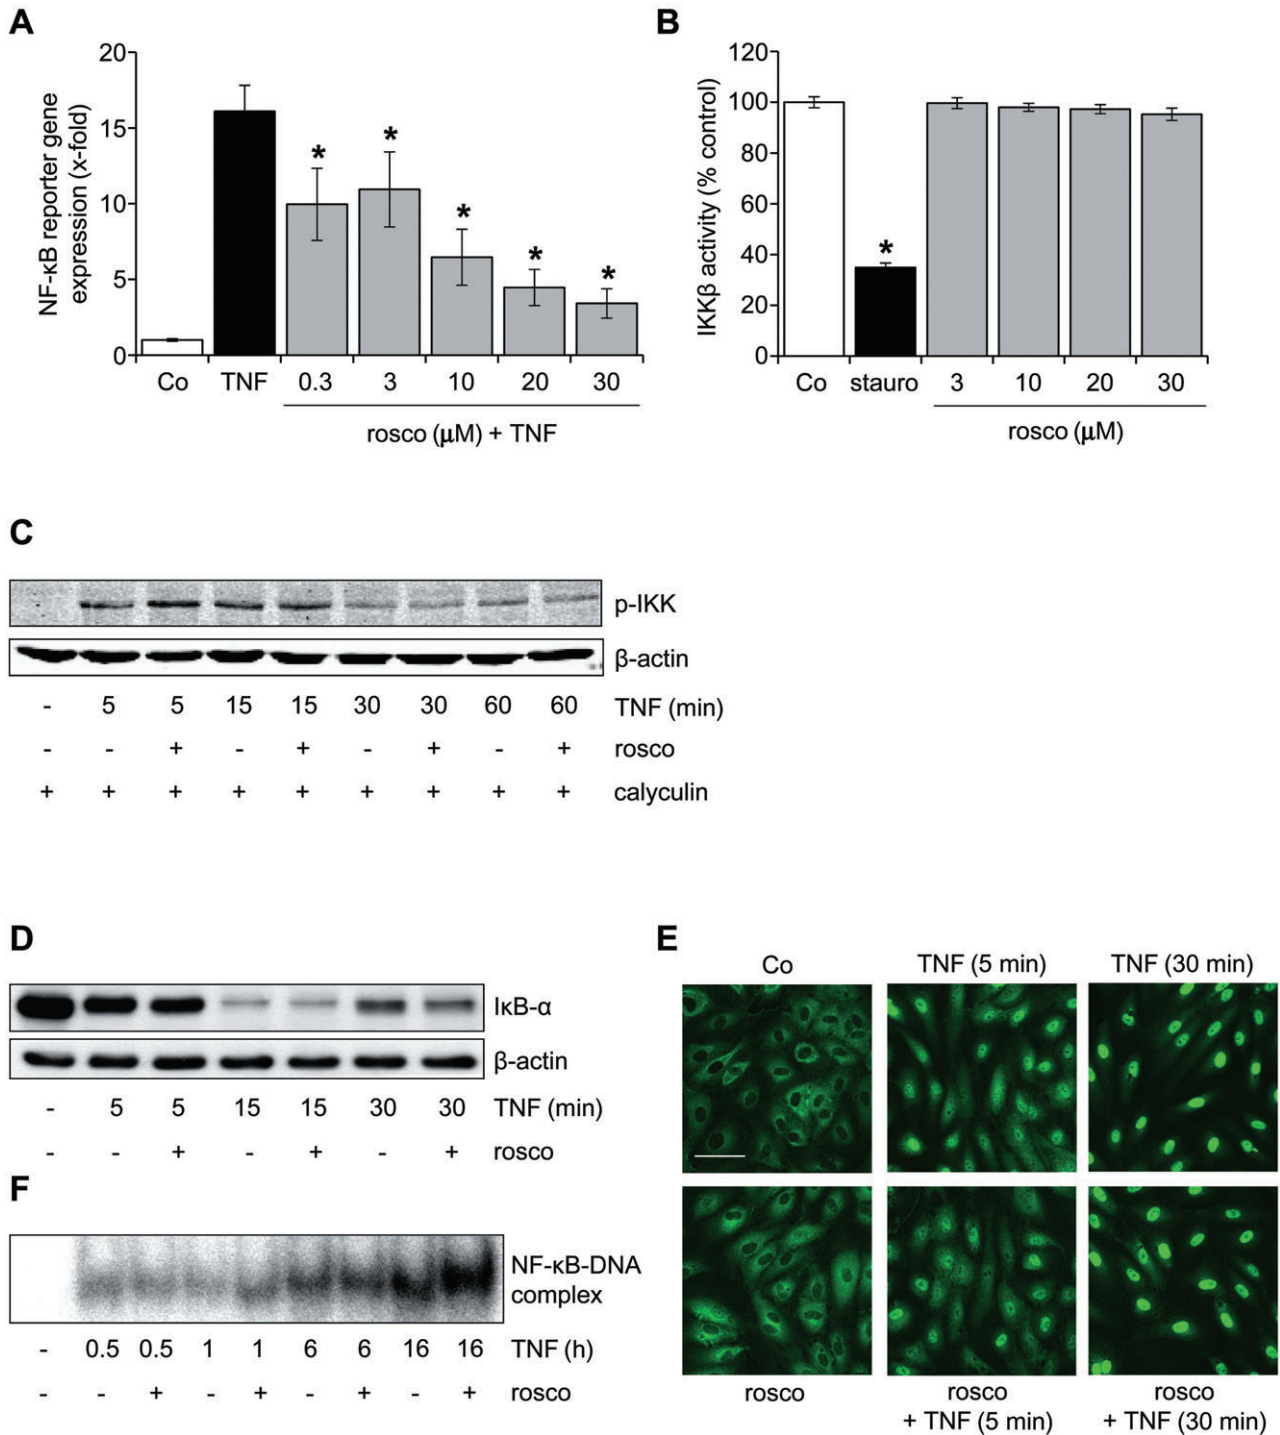 A
NF-κB reporter gene
expression (x-fold)
20
15
10
5
0
*
*
*
*
*
Co TNF 0.3 3 10 20 30
rosco (μM) + TNF
B
IKKβ activity (% control)
120
100
80
60
40
20
0
*
Co stauro 3 10 20 30
rosco (μM)
C
p-IKK
β-actin
- 5 5 15 15 30 30 60 60 TNF (min)
- - + - + - + - + rosco
+ + + + + + + + + calyculin
D
IκB-α
β-actin
- 5 5 15 15 30 30 TNF (min)
- - + - + - + rosco
E
Co TNF (5 min) TNF (30 min)
rosco rosco rosco
+ TNF (5 min) + TNF (30 min)
F
NF-κB-DNA
complex
- 0.5 0.5 1 1 6 6 16 16 TNF (h)
- - + - + - + - + rosco